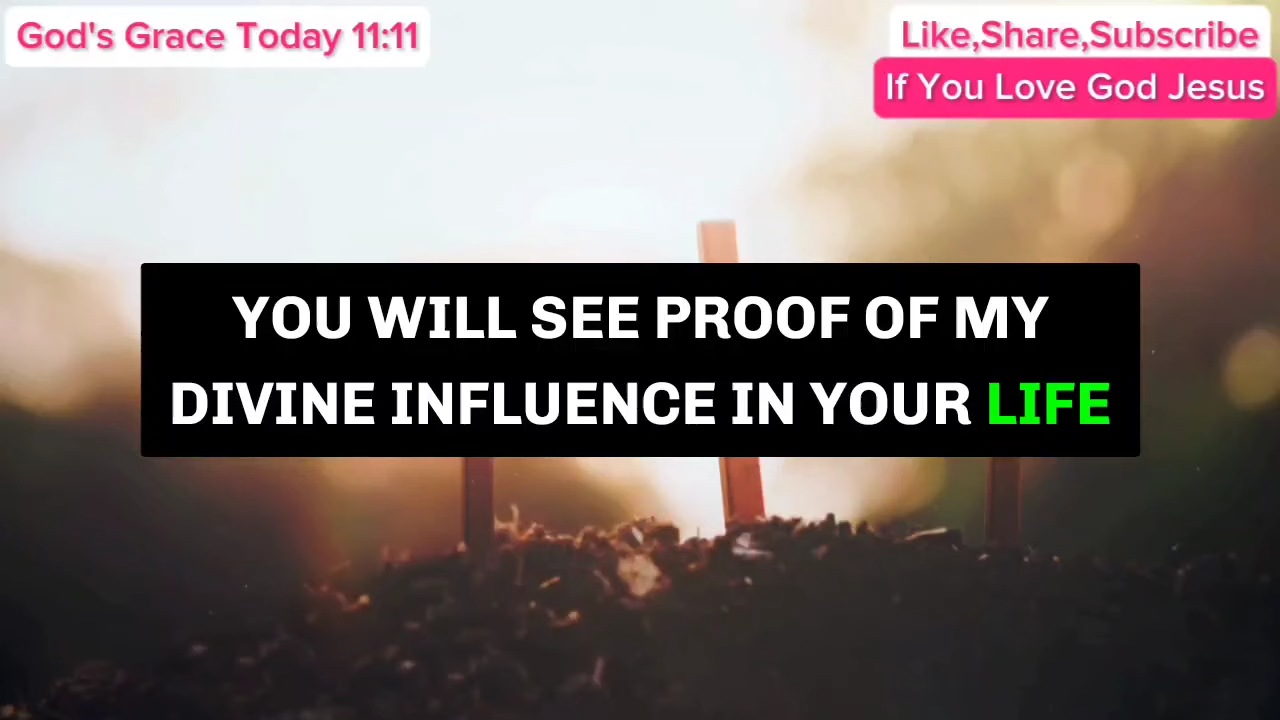 God's Grace Today 11:11
Like,Share,Subscribe
If You Love God Jesus
YOU WILL SEE PROOF OF MY
DIVINE INFLUENCE IN YOUR LIFE